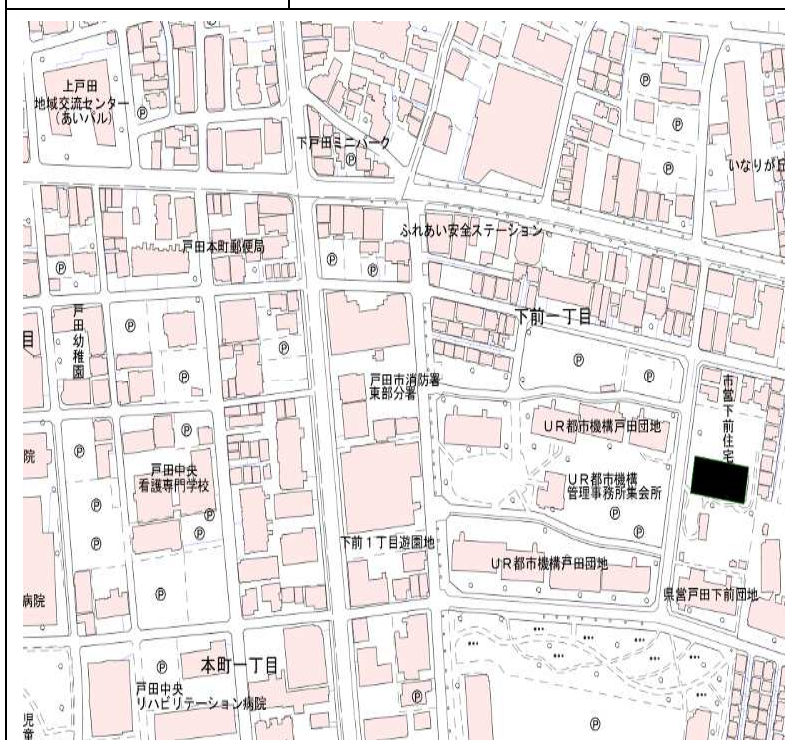 上戸田
地域交流センター
(あいパル)
Ⓟ
Ⓟ
下戸田ミニパーク
Ⓟ
Ⓟ
Ⓟ
Ⓟ
いなりが丘
戸田本町郵便局
Ⓟ
Ⓟ
Ⓟ
ふれあい安全ステーション
目
戸田幼稚園
Ⓟ
Ⓟ
Ⓟ
下前一丁目
Ⓟ
Ⓟ
戸田市消防署
東部分署
市営下前住宅
院
Ⓟ
Ⓟ
Ⓟ
Ⓟ
戸田中央
看護専門学校
Ⓟ
Ⓟ
UR都市機構戸田団地
UR都市機構
管理事務所集会所
Ⓟ
Ⓟ
下前1丁目遊園地
UR都市機構戸田団地
県営戸田下前団地
病院
Ⓟ
本町一丁目
Ⓟ
戸田中央
リハビリテーション病院
Ⓟ
Ⓟ
児童